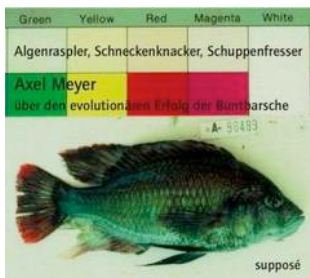 Green Yellow Red Magenta White
Algenraspler, Schneckenknacker, Schuppenfresser
Axel Meyer
über den evolutionären Erfolg der Buntbarsche
-A- 98483
supposé